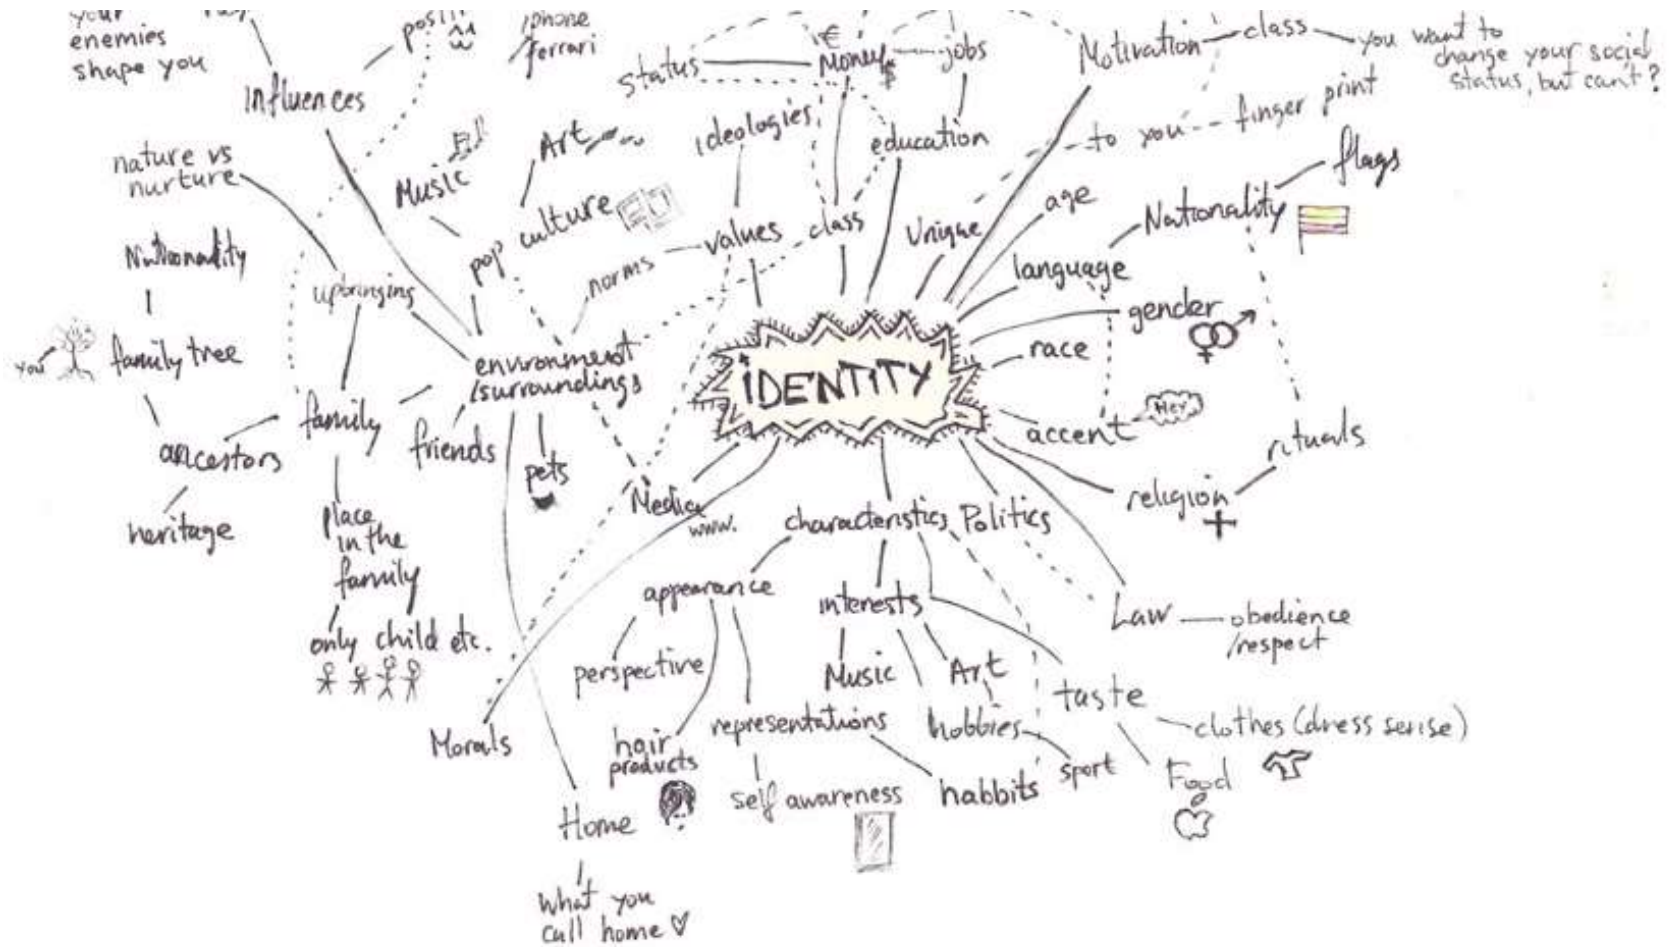 your
enemies
shape you
Influences
iphone
ferrari
status
€
Money
$
jobs
Motivation
class
you want to
change your social
status, but can't?
nature vs
nurture
Music
Art
ideologies
education
to you
finger print
flags
Nationality
upbringing
pop culture
norms
values
class
Unique
age
Nationality
language
gender
race
accent
Hey
You
family tree
environment
/surroundings
IDENTITY
family
friends
pets
ancestors
heritage
place
in the
family
only child etc.
Media
www.
characteristics
Politics
religion
rituals
appearance
interests
Law
obedience
/respect
perspective
Music
Art
taste
Morals
hair
products
representations
hobbies
clothes (dress sense)
self awareness
habbits
sport
Food
Home
What you
call home